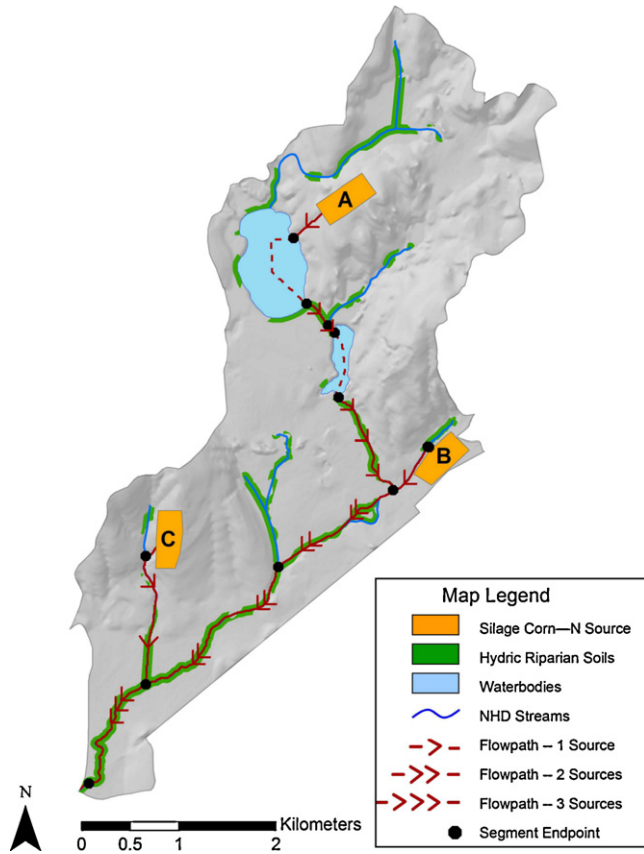 A
B
C
Map Legend
Silage Corn—N Source
Hydric Riparian Soils
Waterbodies
NHD Streams
Flowpath -- 1 Source
Flowpath -- 2 Sources
Flowpath -- 3 Sources
Segment Endpoint
N
Kilometers
0 0.5 1 2